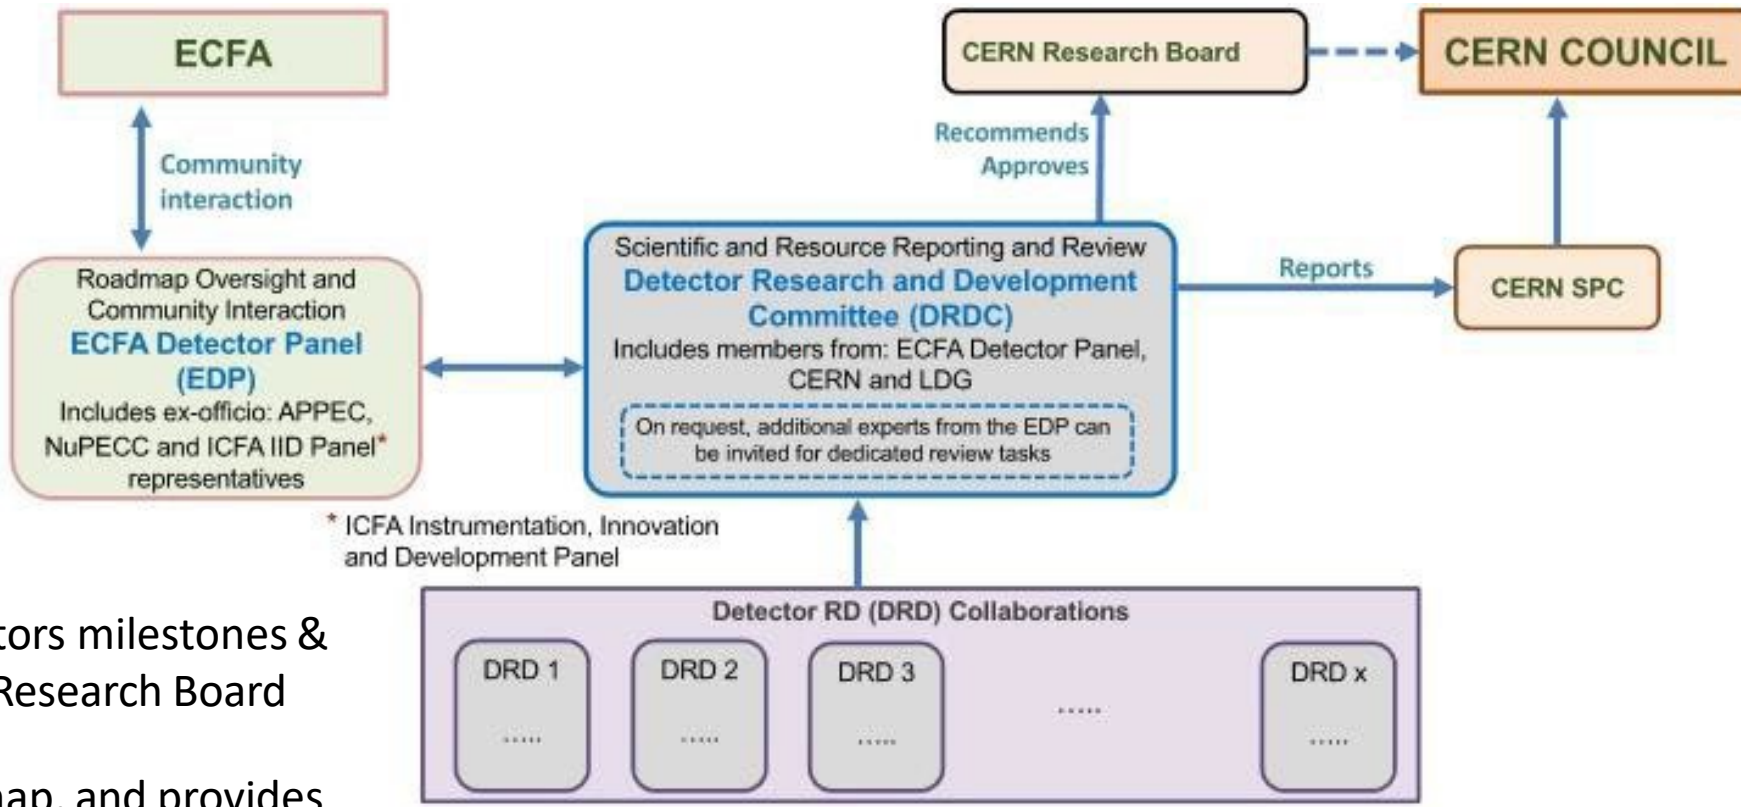 ECFA
CERN Research Board
CERN COUNCIL
Community
interaction
Recommends
Approves
Roadmap Oversight and
Community Interaction
ECFA Detector Panel
(EDP)
Includes ex-officio: APPEC,
NuPECC and ICFA IID Panel*
representatives
Scientific and Resource Reporting and Review
Detector Research and Development
Committee (DRDC)
Includes members from: ECFA Detector Panel,
CERN and LDG
On request, additional experts from the EDP can
be invited for dedicated review tasks
Reports
CERN SPC
* ICFA Instrumentation, Innovation
and Development Panel
Detector RD (DRD) Collaborations
DRD 1
.....
DRD 2
.....
DRD 3
.....
.....
DRD x
.....
tors milestones &
Research Board
and provides